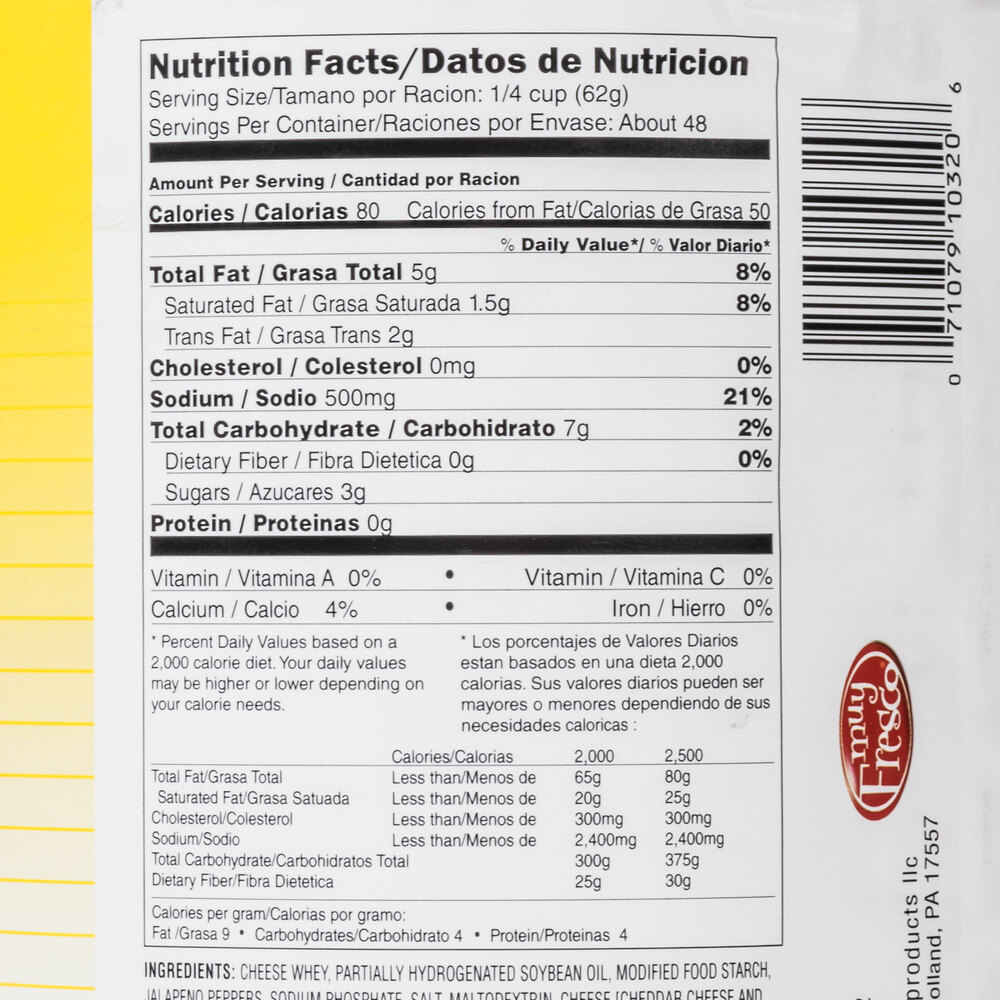 Nutrition Facts/Datos de Nutricion
Serving Size/Tamano por Racion: 1/4 cup (62g)
Servings Per Container/Raciones por Envase: About 48
Amount Per Serving / Cantidad por Racion
Calories / Calorias 80 Calories from Fat/Calorias de Grasa 50
% Daily Value*/ % Valor Diario*
Total Fat / Grasa Total 5g 8%
Saturated Fat / Grasa Saturada 1.5g 8%
Trans Fat / Grasa Trans 2g
Cholesterol / Colesterol 0mg 0%
Sodium / Sodio 500mg 21%
Total Carbohydrate / Carbohidrato 7g 2%
Dietary Fiber / Fibra Dietetica 0g 0%
Sugars / Azucares 3g
Protein / Proteinas 0g
Vitamin / Vitamina A 0% • Vitamin / Vitamina C 0%
Calcium / Calcio 4% • Iron / Hierro 0%
* Percent Daily Values based on a
2,000 calorie diet. Your daily values
may be higher or lower depending on
your calorie needs.
* Los porcentajes de Valores Diarios
estan basados en una dieta 2,000
calorias. Sus valores diarios pueden ser
mayores o menores dependiendo de sus
necesidades caloricas :
Calories/Calorias 2,000 2,500
Total Fat/Grasa Total Less than/Menos de 65g 80g
Saturated Fat/Grasa Satuada Less than/Menos de 20g 25g
Cholesterol/Colesterol Less than/Menos de 300mg 300mg
Sodium/Sodio Less than/Menos de 2,400mg 2,400mg
Total Carbohydrate/Carbohidratos Total 300g 375g
Dietary Fiber/Fibra Dietetica 25g 30g
Calories per gram/Calorias por gramo:
Fat /Grasa 9 • Carbohydrates/Carbohidrato 4 • Protein/Proteinas 4
INGREDIENTS: CHEESE WHEY, PARTIALLY HYDROGENATED SOYBEAN OIL, MODIFIED FOOD STARCH,
JALAPENO PEPPERS, SODIUM PHOSPHATE, SALT, MALTODEXTRIN, CHEESE [CHEDDAR CHEESE AND
0 71079 10320 6
muy
Fresco
products llc
olland, PA 17557